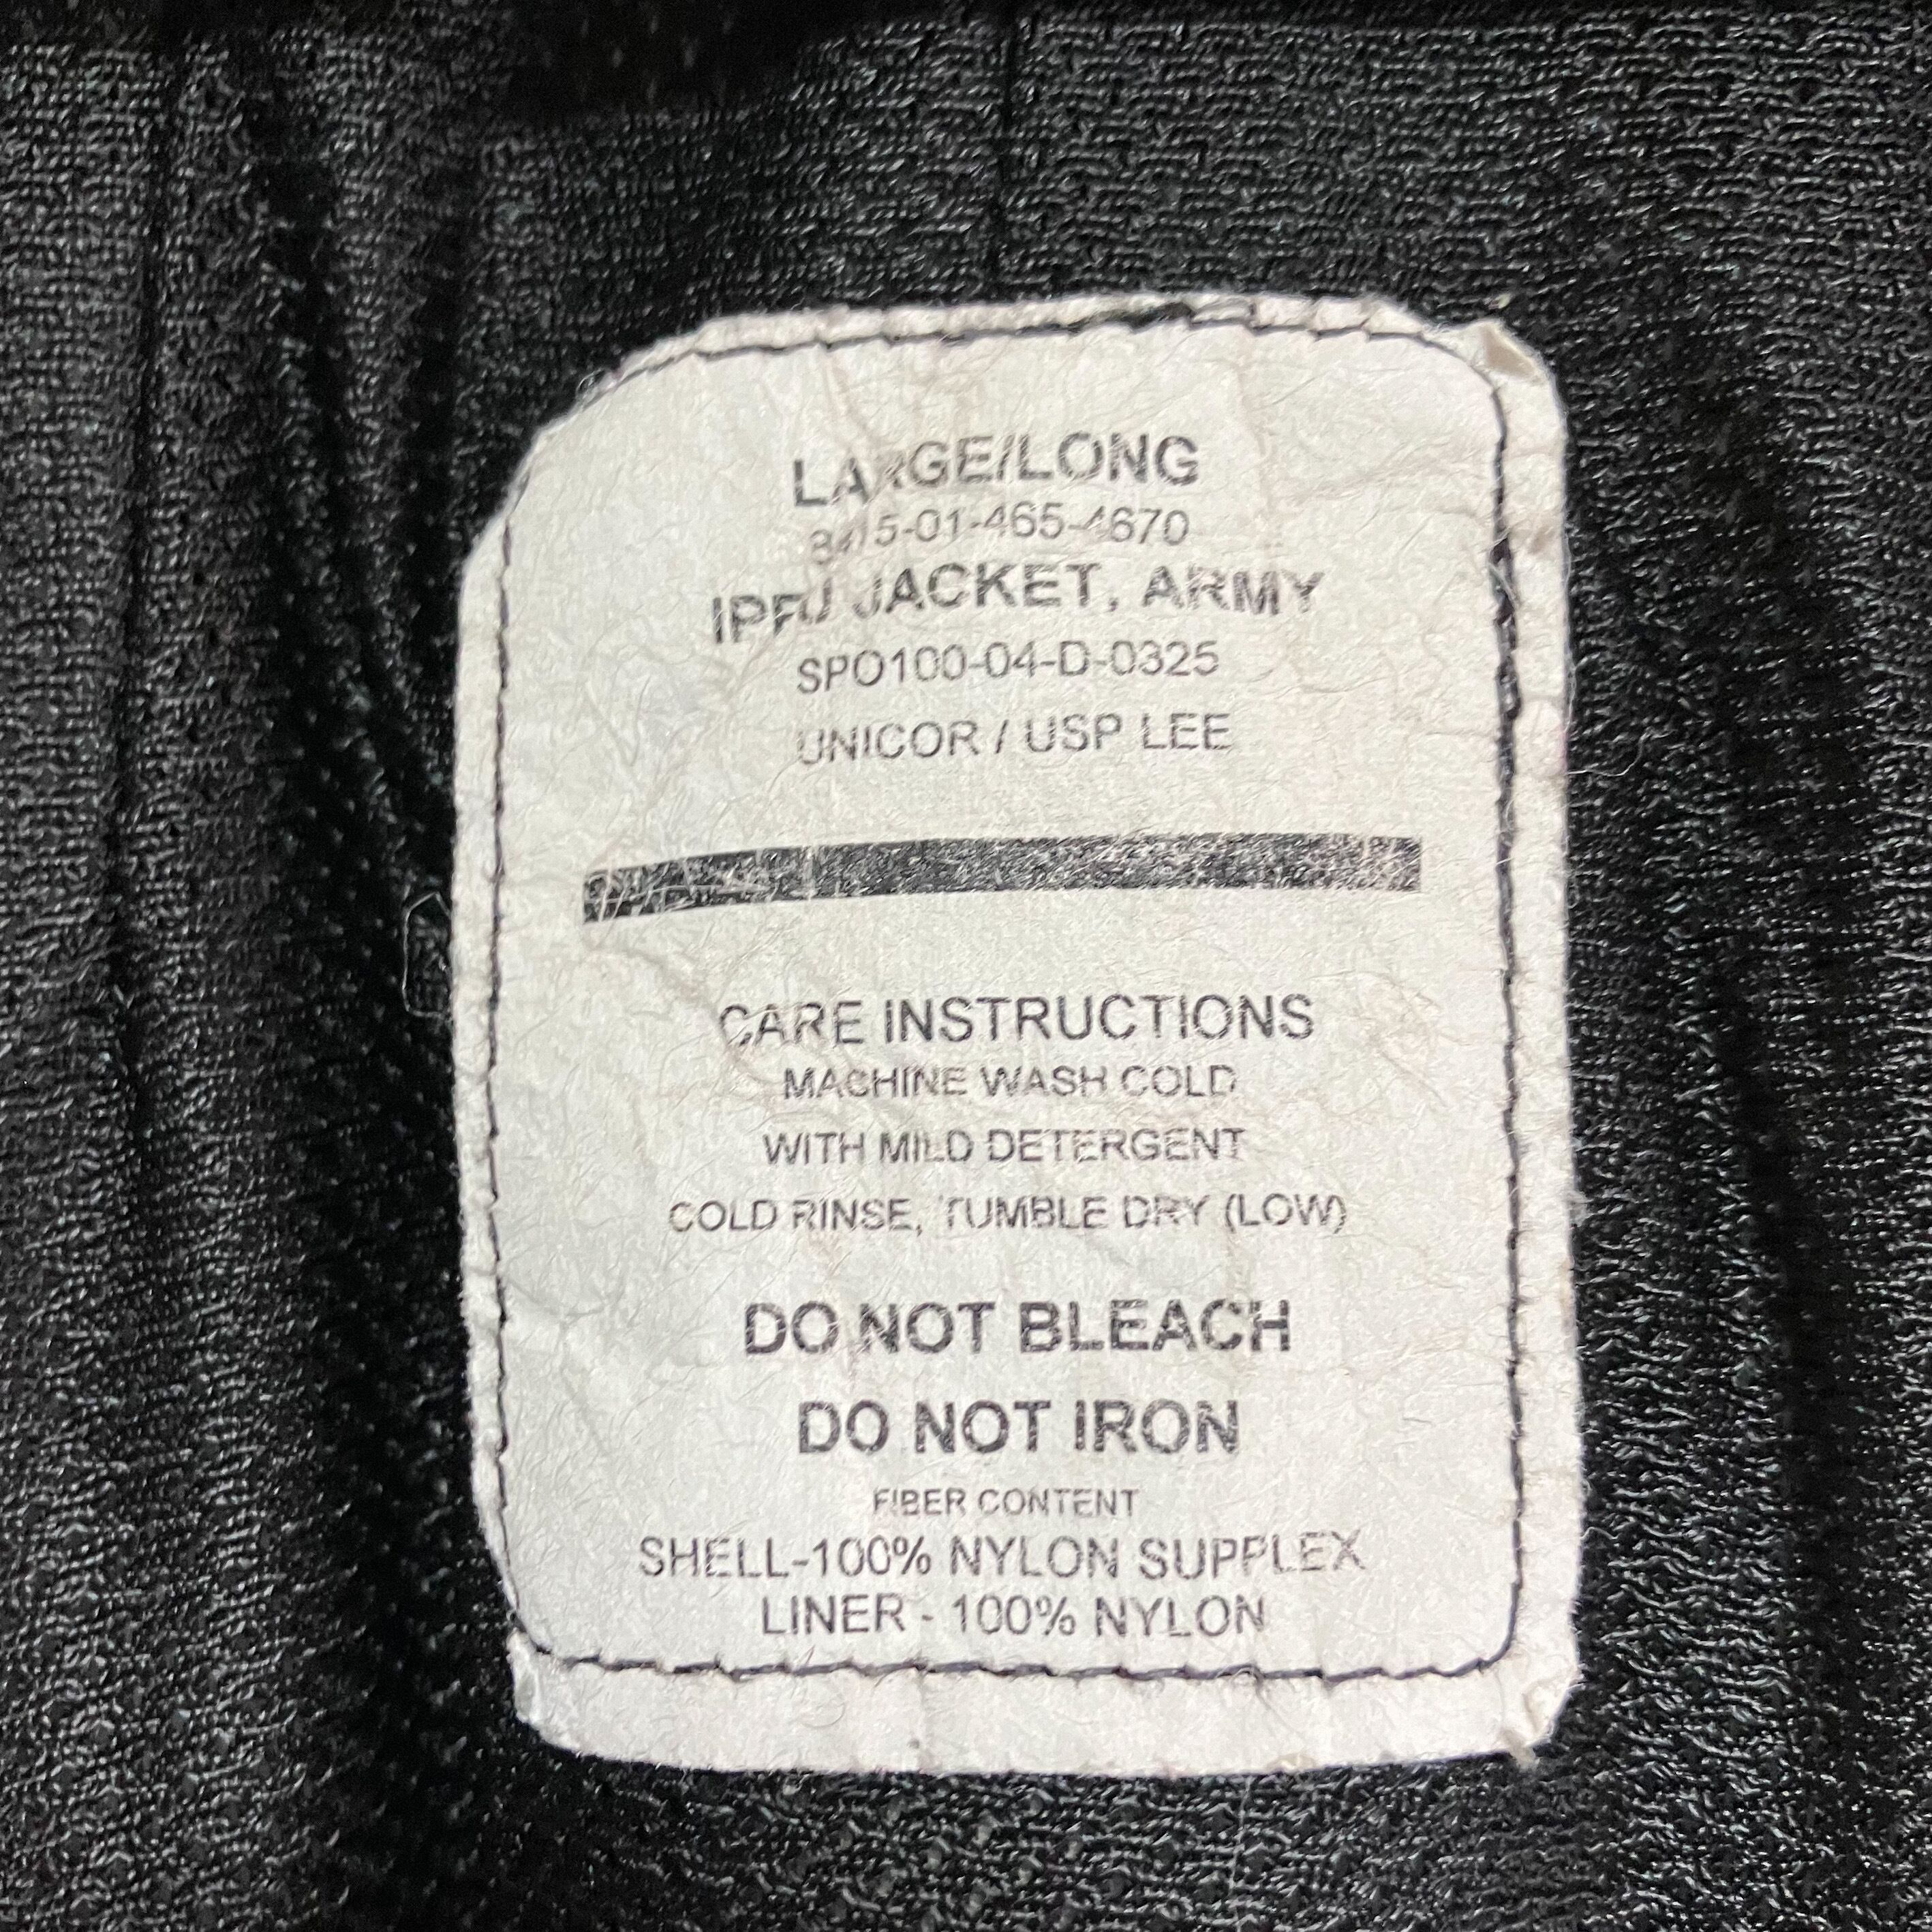 LARGE/LONG
8415-01-465-4670
IPFU JACKET, ARMY
SPO100-04-D-0325
UNICOR / USP LEE
CARE INSTRUCTIONS
MACHINE WASH COLD
WITH MILD DETERGENT
COLD RINSE, TUMBLE DRY (LOW)
DO NOT BLEACH
DO NOT IRON
FIBER CONTENT
SHELL-100% NYLON SUPPLEX
LINER - 100% NYLON